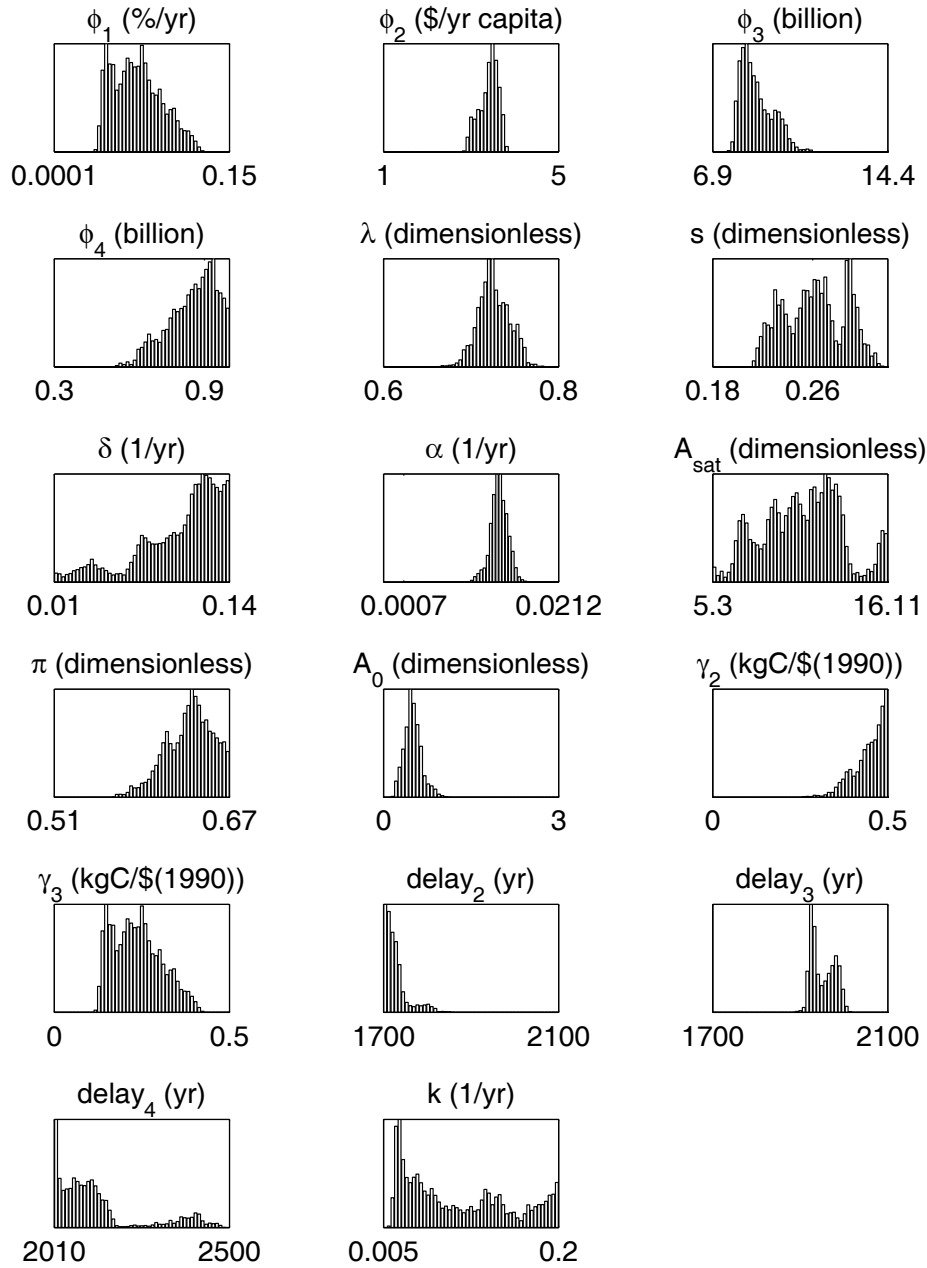 ϕ₁ (%/yr)
ϕ₂ ($/yr capita)
ϕ₃ (billion)
0.0001 0.15
1 5
6.9 14.4
ϕ₄ (billion)
λ (dimensionless)
s (dimensionless)
0.3 0.9
0.6 0.8
0.18 0.26
δ (1/yr)
α (1/yr)
A_sat (dimensionless)
0.01 0.14
0.0007 0.0212
5.3 16.11
π (dimensionless)
A₀ (dimensionless)
γ₂ (kgC/$(1990))
0.51 0.67
0 3
0 0.5
γ₃ (kgC/$(1990))
delay₂ (yr)
delay₃ (yr)
0 0.5
1700 2100
1700 2100
delay₄ (yr)
k (1/yr)
2010 2500
0.005 0.2